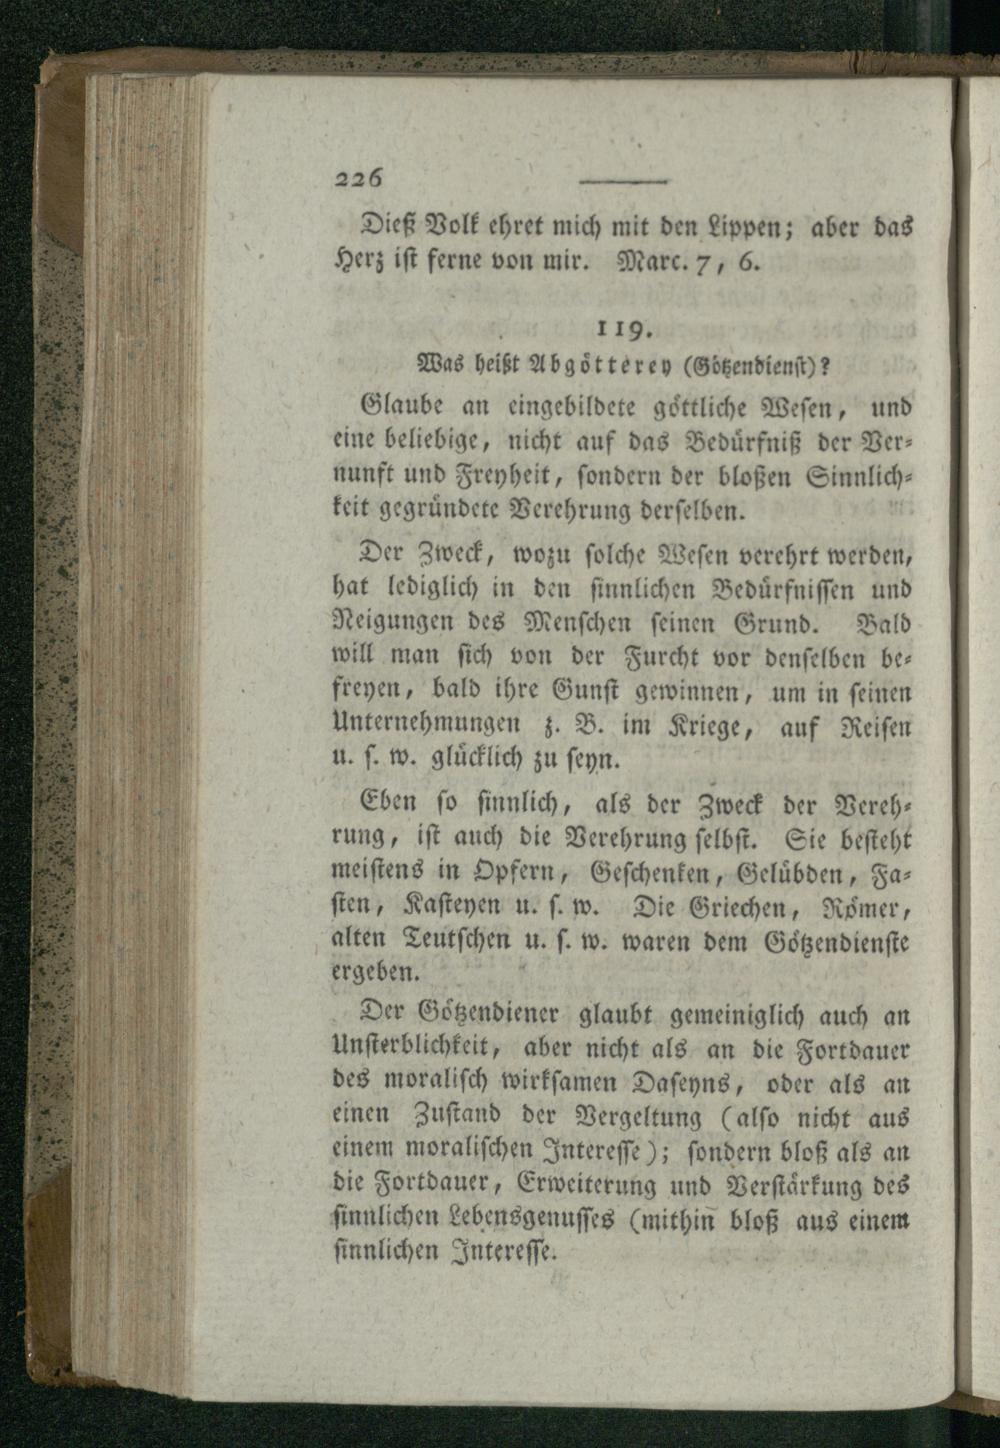 226
Dieß Volk ehret mich mit den Lippen; aber das
Herz ist ferne von mir. Marc. 7, 6.
119.
Was heißt Abgötterey (Götzendienst)?
Glaube an eingebildete göttliche Wesen, und
eine beliebige, nicht auf das Bedürfniß der Ver-
nunft und Freyheit, sondern der bloßen Sinnlich-
keit gegründete Verehrung derselben.
Der Zweck, wozu solche Wesen verehrt werden,
hat lediglich in den sinnlichen Bedürfnissen und
Neigungen des Menschen seinen Grund. Bald
will man sich von der Furcht vor denselben be-
freyen, bald ihre Gunst gewinnen, um in seinen
Unternehmungen z. B. im Kriege, auf Reisen
u. s. w. glücklich zu seyn.
Eben so sinnlich, als der Zweck der Vereh-
rung, ist auch die Verehrung selbst. Sie besteht
meistens in Opfern, Geschenken, Gelübden, Fa-
sten, Kasteyen u. s. w. Die Griechen, Römer,
alten Teutschen u. s. w. waren dem Götzendienste
ergeben.
Der Götzendiener glaubt gemeiniglich auch an
Unsterblichkeit, aber nicht als an die Fortdauer
des moralisch wirksamen Daseyns, oder als an
einen Zustand der Vergeltung (also nicht aus
einem moralischen Interesse); sondern bloß als an
die Fortdauer, Erweiterung und Verstärkung des
sinnlichen Lebensgenusses (mithin bloß aus einem
sinnlichen Interesse.